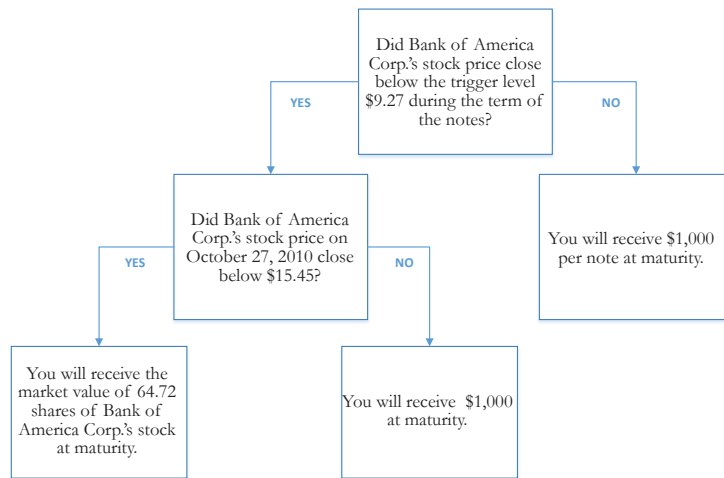 Did Bank of America
Corp.'s stock price close
below the trigger level
$9.27 during the term of
the notes?
YES
NO
Did Bank of America
Corp.'s stock price on
October 27, 2010 close
below $15.45?
You will receive $1,000
per note at maturity.
YES
NO
You will receive the
market value of 64.72
shares of Bank of
America Corp.'s stock
at maturity.
You will receive $1,000
at maturity.